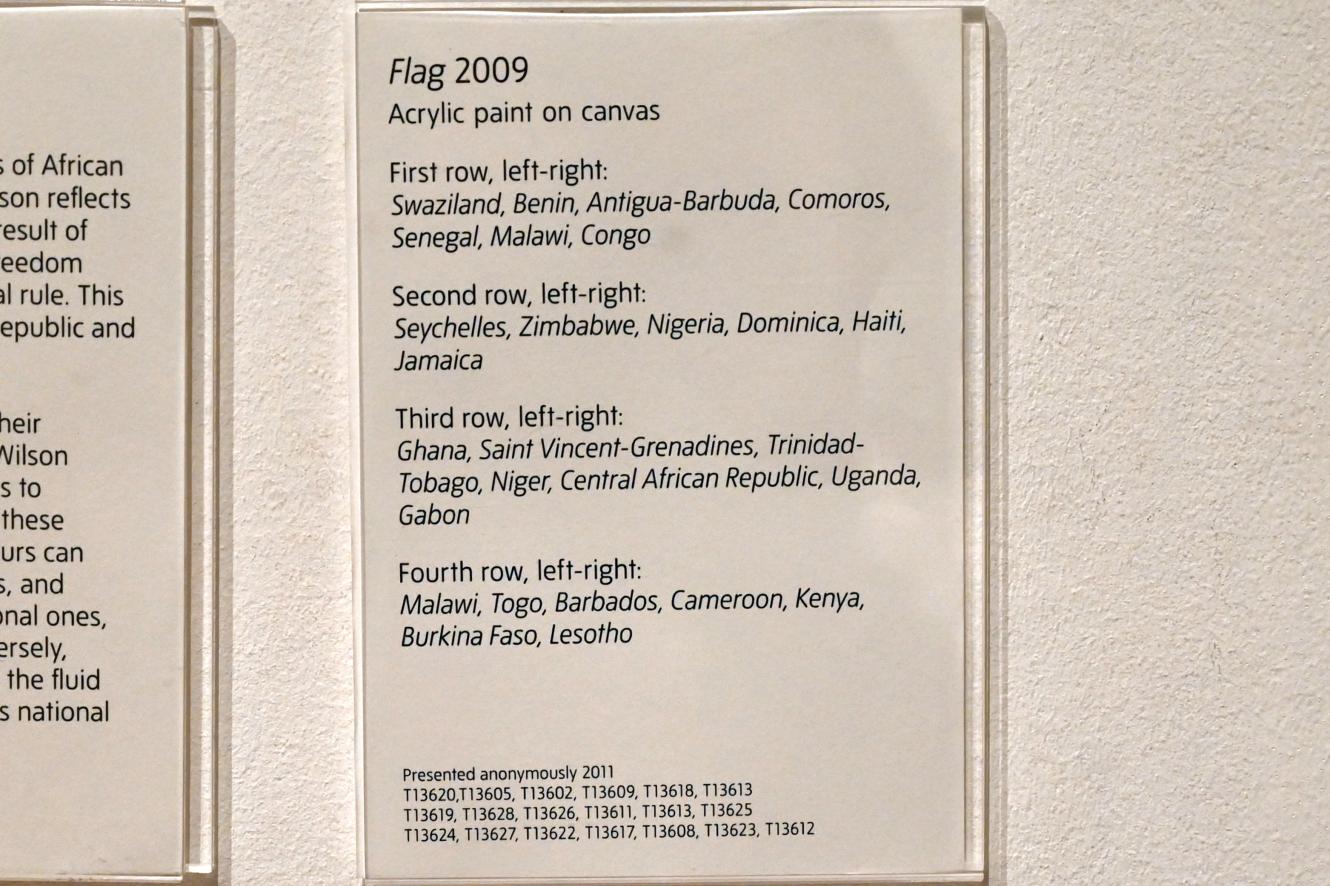 s of African
son reflects
result of
reedom
al rule. This
epublic and
heir
Wilson
s to
these
urs can
s, and
onal ones,
ersely,
the fluid
s national
Flag 2009
Acrylic paint on canvas
First row, left-right:
Swaziland, Benin, Antigua-Barbuda, Comoros,
Senegal, Malawi, Congo
Second row, left-right:
Seychelles, Zimbabwe, Nigeria, Dominica, Haiti,
Jamaica
Third row, left-right:
Ghana, Saint Vincent-Grenadines, Trinidad-
Tobago, Niger, Central African Republic, Uganda,
Gabon
Fourth row, left-right:
Malawi, Togo, Barbados, Cameroon, Kenya,
Burkina Faso, Lesotho
Presented anonymously 2011
T13620,T13605, T13602, T13609, T13618, T13613
T13619, T13628, T13626, T13611, T13613, T13625
T13624, T13627, T13622, T13617, T13608, T13623, T13612